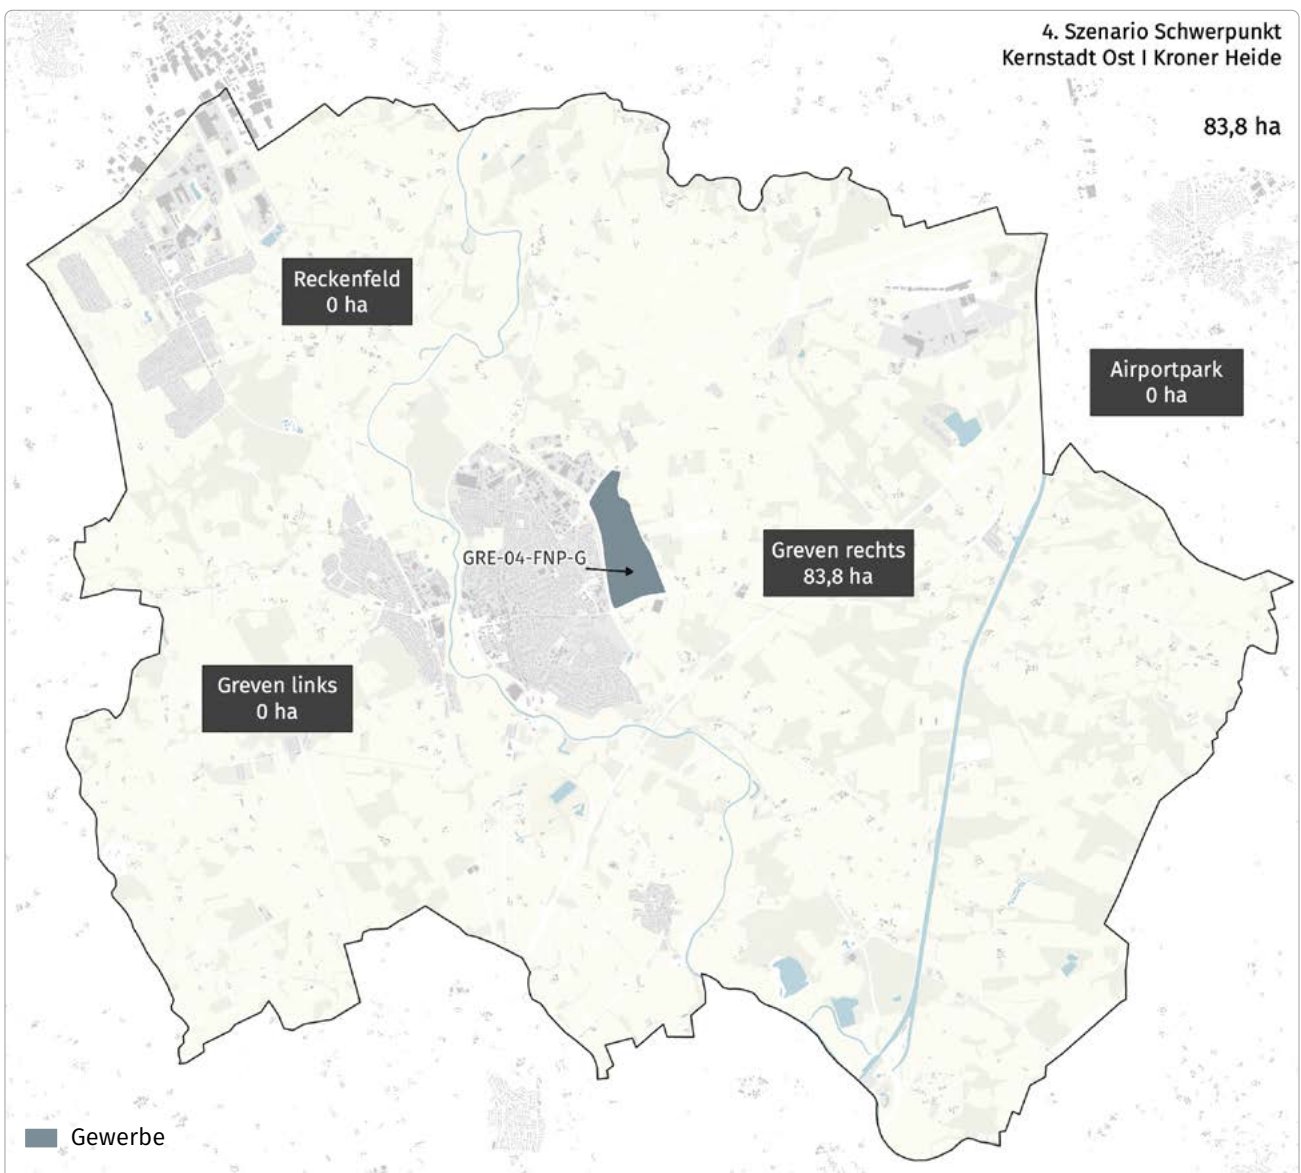 4. Szenario Schwerpunkt
Kernstadt Ost I Kroner Heide
83,8 ha
Reckenfeld
0 ha
Airportpark
0 ha
Greven rechts
83,8 ha
GRE-04-FNP-G
Greven links
0 ha
Gewerbe